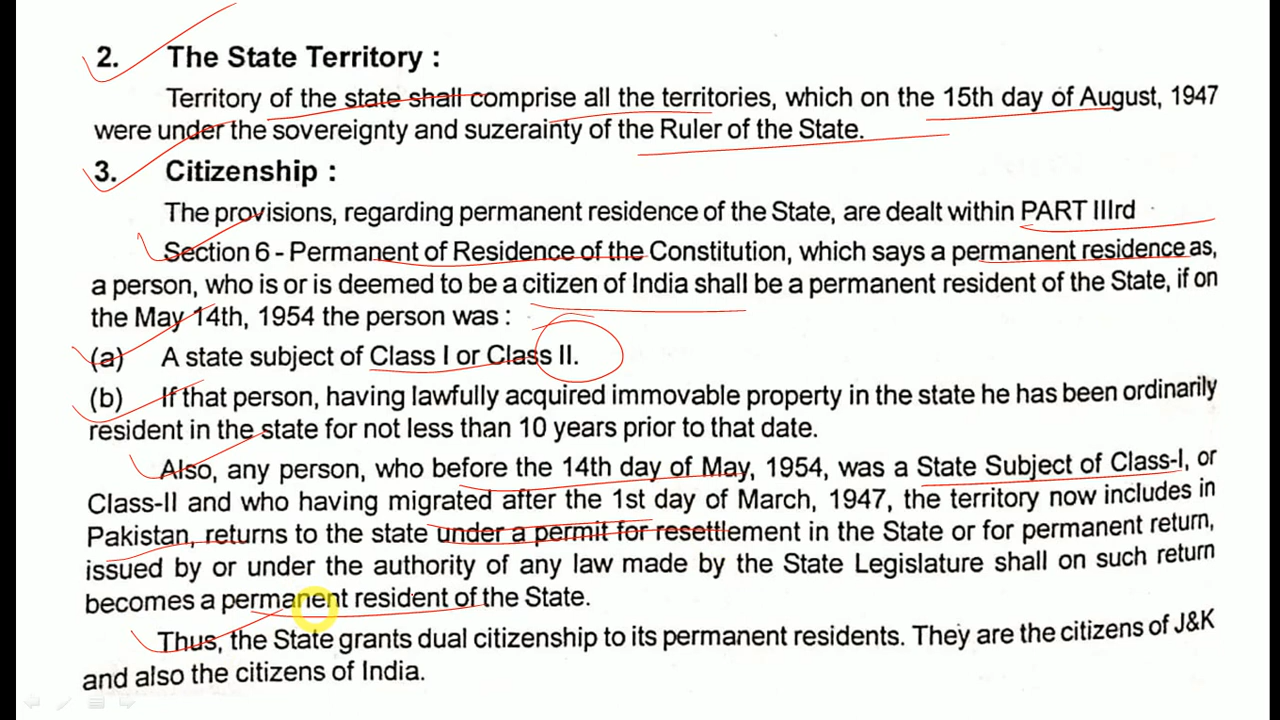 2. The State Territory :
Territory of the state shall comprise all the territories, which on the 15th day of August, 1947
were under the sovereignty and suzerainty of the Ruler of the State.
3. Citizenship :
The provisions, regarding permanent residence of the State, are dealt within PART IIIrd
Section 6 - Permanent of Residence of the Constitution, which says a permanent residence as,
a person, who is or is deemed to be a citizen of India shall be a permanent resident of the State, if on
the May 14th, 1954 the person was :
(a) A state subject of Class I or Class II.
(b) If that person, having lawfully acquired immovable property in the state he has been ordinarily
resident in the state for not less than 10 years prior to that date.
Also, any person, who before the 14th day of May, 1954, was a State Subject of Class-I, or
Class-II and who having migrated after the 1st day of March, 1947, the territory now includes in
Pakistan, returns to the state under a permit for resettlement in the State or for permanent return,
issued by or under the authority of any law made by the State Legislature shall on such return
becomes a permanent resident of the State.
Thus, the State grants dual citizenship to its permanent residents. They are the citizens of J&K
and also the citizens of India.